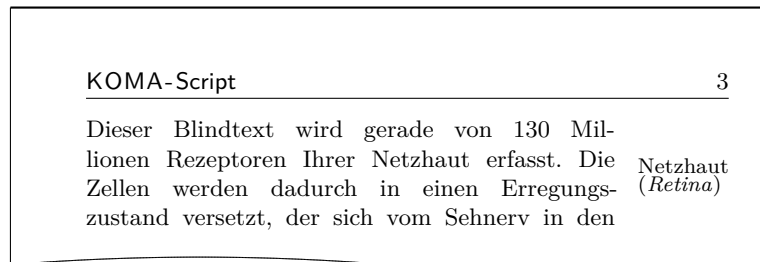 KOMA-Script 3
Dieser Blindtext wird gerade von 130 Mil-
lionen Rezeptoren Ihrer Netzhaut erfasst. Die
Zellen werden dadurch in einen Erregungs-
zustand versetzt, der sich vom Sehnerv in den
Netzhaut
(Retina)